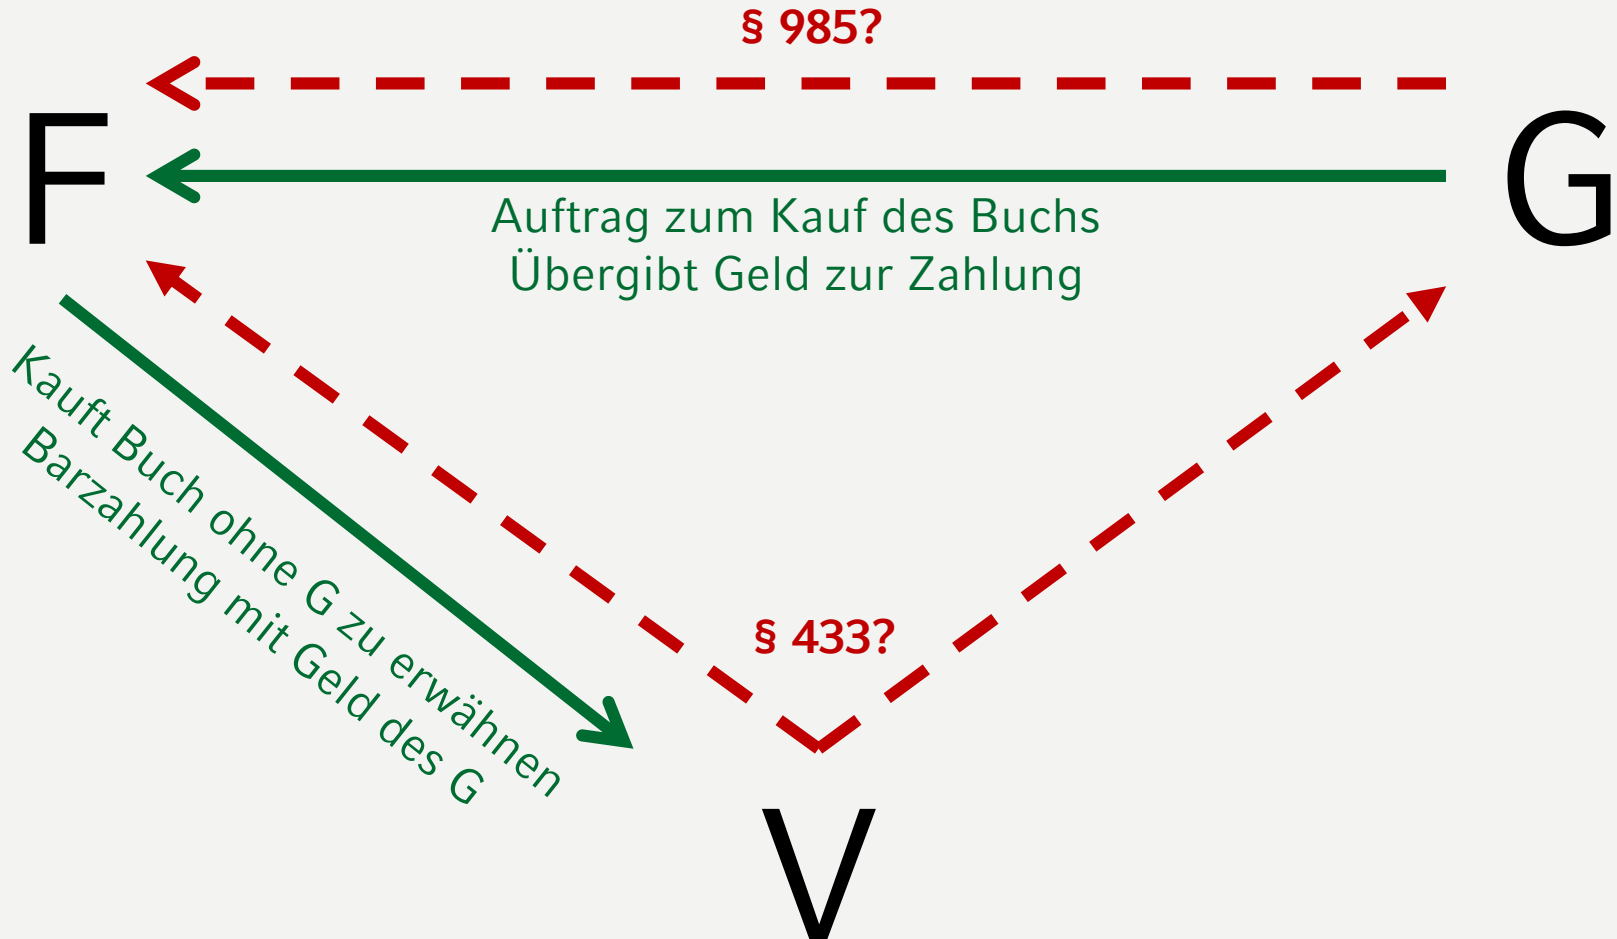 § 985?
F
G
Auftrag zum Kauf des Buchs
Übergibt Geld zur Zahlung
Kauft Buch ohne G zu erwähnen
Barzahlung mit Geld des G
§ 433?
V